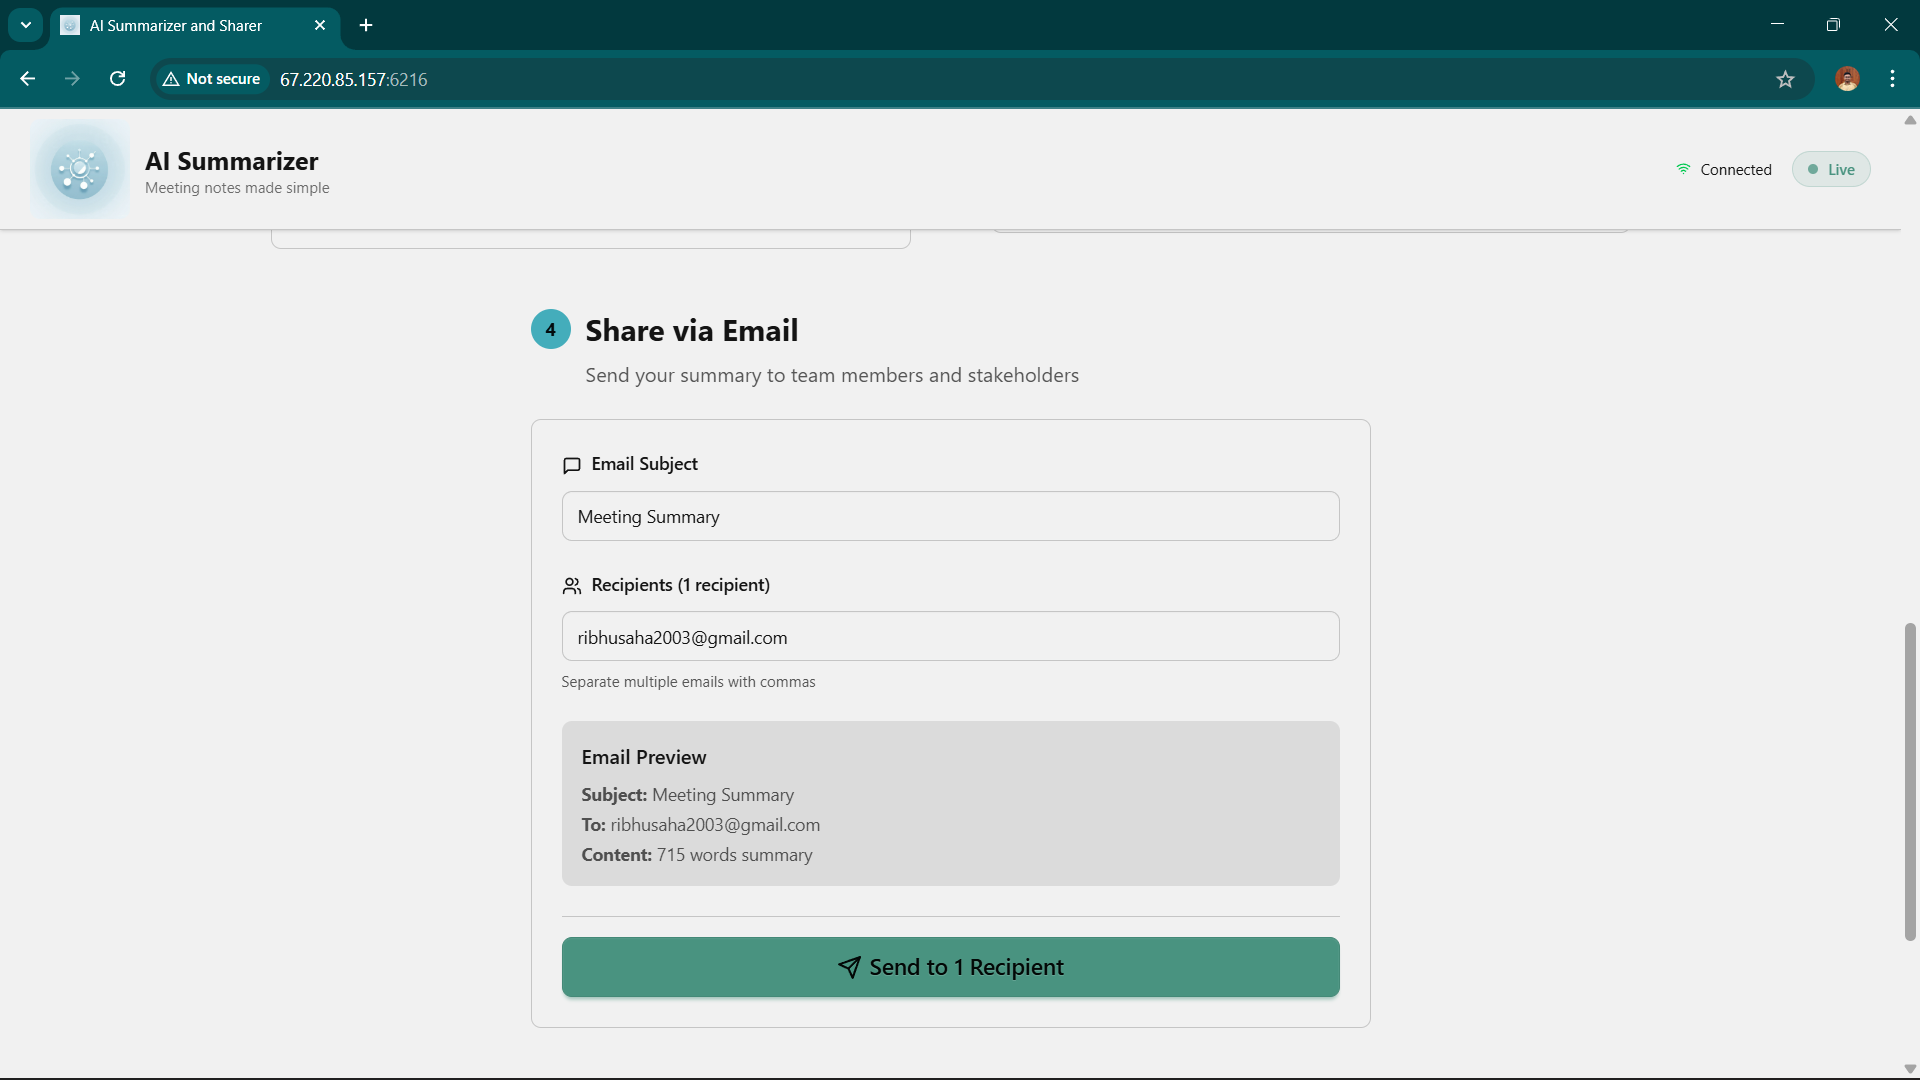 AI Summarizer and Sharer
Not secure
67.220.85.157:6216
AI Summarizer
Meeting notes made simple
Connected
Live
4
Share via Email
Send your summary to team members and stakeholders
Email Subject
Meeting Summary
Recipients (1 recipient)
ribhusaha2003@gmail.com
Separate multiple emails with commas
Email Preview
Subject: Meeting Summary
To: ribhusaha2003@gmail.com
Content: 715 words summary
Send to 1 Recipient